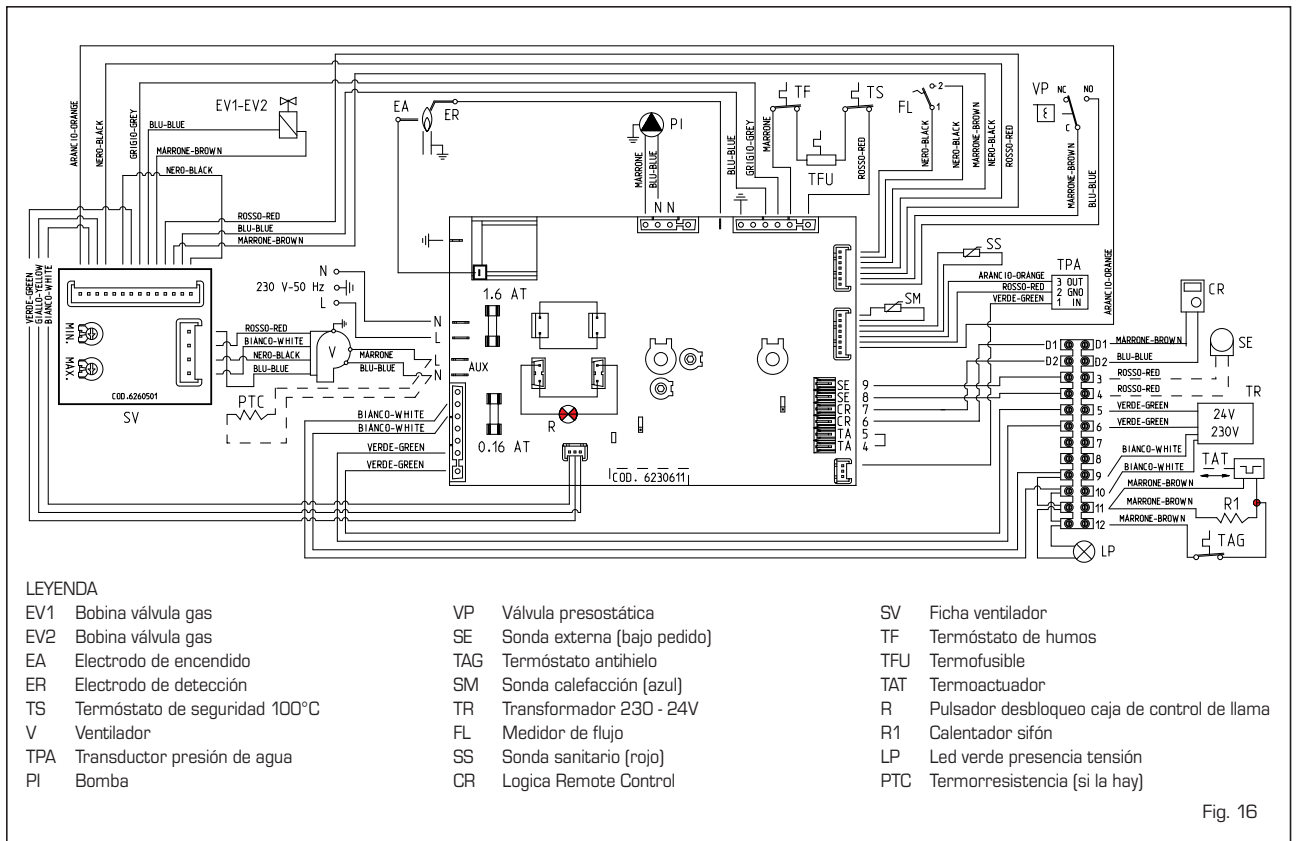 ARANCIO-ORANGE
NERO-BLACK
GRIGIO-GREY
EV1-EV2
BLU-BLUE
MARRONE-BROWN
NERO-BLACK
ROSSO-RED
BLU-BLUE
MARRONE-BROWN
VERDE-GREEN
GIALLO-YELLOW
BIANCO-WHITE
MIN.
MAX.
COD.6260501
SV
ROSSO-RED
BIANCO-WHITE
NERO-BLACK
BLU-BLUE
V
MARRONE
BLU-BLUE
PTC
N
230 V-50 Hz
L
N
L
L
N
AUX
EA
ER
PI
MARRONE
BLU-BLUE
N N
BLU-BLUE
GRIGIO-GREY
MARRONE
TF
TS
TFU
ROSSO-RED
FL
2
1
NERO-BLACK
NERO-BLACK
MARRONE-BROWN
NERO-BLACK
ROSSO-RED
VP
NC
NO
C
MARRONE-BROWN
BLU-BLUE
1.6 AT
0.16 AT
R
COD. 6230611
BIANCO-WHITE
BIANCO-WHITE
VERDE-GREEN
VERDE-GREEN
SS
SM
ARANCIO-ORANGE
ROSSO-RED
VERDE-GREEN
TPA
3 OUT
2 GND
1 IN
ARANCIO-ORANGE
SE 9
SE 8
CR 7
CR 6
TA 5
TA 4
D1
D2
D1
D2
3
4
5
6
7
8
9
10
11
12
MARRONE-BROWN
BLU-BLUE
ROSSO-RED
ROSSO-RED
VERDE-GREEN
VERDE-GREEN
BIANCO-WHITE
BIANCO-WHITE
MARRONE-BROWN
MARRONE-BROWN
MARRONE-BROWN
CR
SE
TR
24V
230V
TAT
R1
TAG
LP
LEYENDA
EV1 Bobina válvula gas
EV2 Bobina válvula gas
EA Electrodo de encendido
ER Electrodo de detección
TS Termóstato de seguridad 100°C
V Ventilador
TPA Transductor presión de agua
PI Bomba
VP Válvula presostática
SE Sonda externa (bajo pedido)
TAG Termóstato antihielo
SM Sonda calefacción (azul)
TR Transformador 230 - 24V
FL Medidor de flujo
SS Sonda sanitario (rojo)
CR Logica Remote Control
SV Ficha ventilador
TF Termóstato de humos
TFU Termofusible
TAT Termoactuador
R Pulsador desbloqueo caja de control de llama
R1 Calentador sifón
LP Led verde presencia tensión
PTC Termorresistencia (si la hay)
Fig. 16